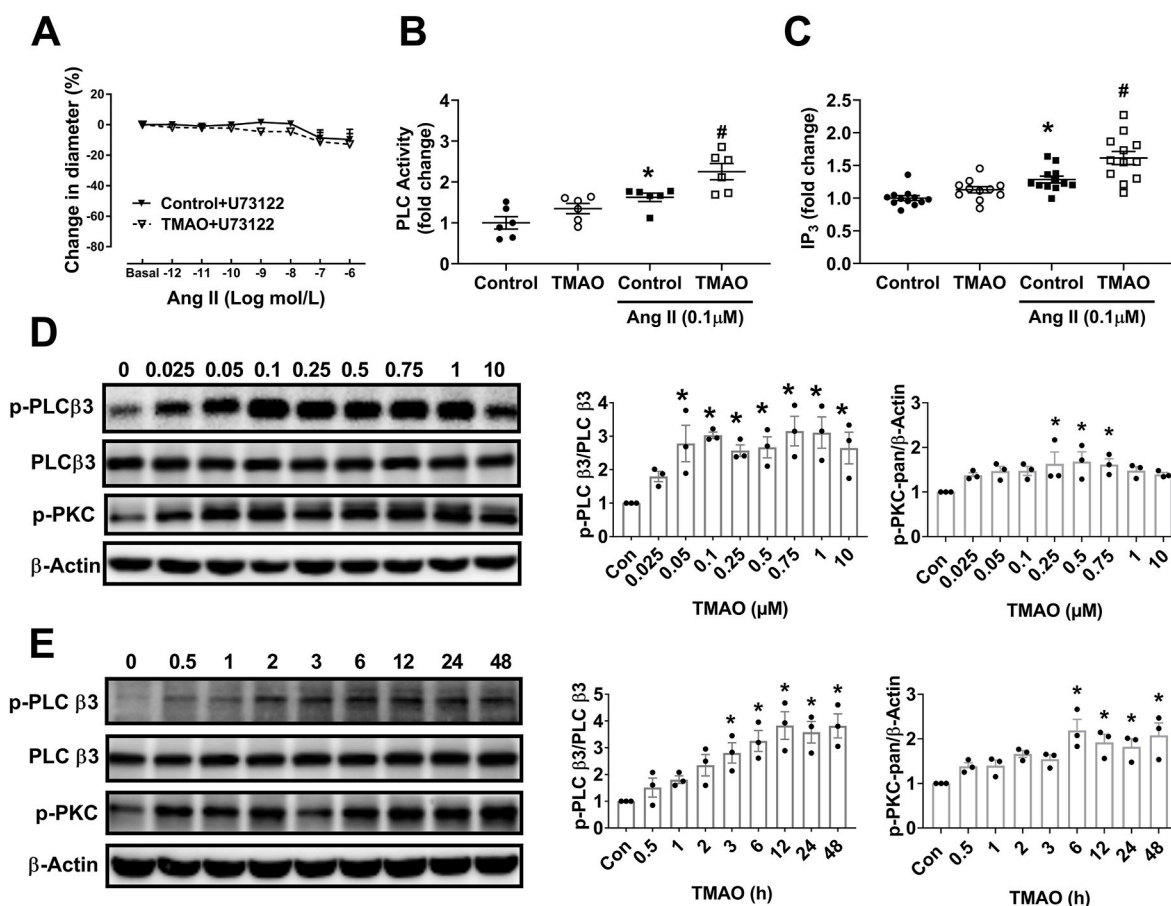 A
Change in diameter (%)
20
0
-20
-40
-60
-80
Control+U73122
TMAO+U73122
Basal -12 -11 -10 -9 -8 -7 -6
Ang II (Log mol/L)
B
PLC Activity
(fold change)
4
3
2
1
0
*
#
Control TMAO Control TMAO
Ang II (0.1μM)
C
IP3 (fold change)
2.5
2.0
1.5
1.0
0.5
0.0
*
#
Control TMAO Control TMAO
Ang II (0.1μM)
D
0 0.025 0.05 0.1 0.25 0.5 0.75 1 10
p-PLCβ3
PLCβ3
p-PKC
β-Actin
p-PLC β3/PLC β3
4
3
2
1
0
* * * * * * *
Con 0.025 0.05 0.1 0.25 0.5 0.75 1 10
TMAO (μM)
p-PKC-pan/β-Actin
3
2
1
0
* * *
Con 0.025 0.05 0.1 0.25 0.5 0.75 1 10
TMAO (μM)
E
0 0.5 1 2 3 6 12 24 48
p-PLC β3
PLC β3
p-PKC
β-Actin
p-PLC β3/PLC β3
5
4
3
2
1
0
* * * * *
Con 0.5 1 2 3 6 12 24 48
TMAO (h)
p-PKC-pan/β-Actin
3
2
1
0
* * * *
Con 0.5 1 2 3 6 12 24 48
TMAO (h)